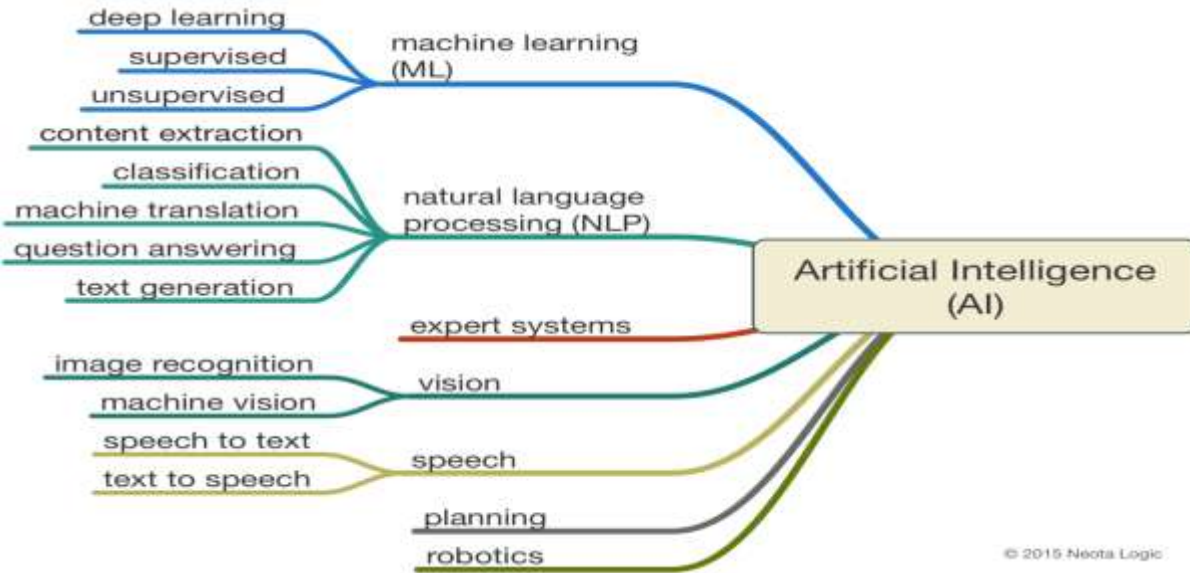 deep learning
supervised
unsupervised
machine learning
(ML)
content extraction
classification
machine translation
question answering
text generation
natural language
processing (NLP)
Artificial Intelligence
(AI)
expert systems
image recognition
machine vision
vision
speech to text
text to speech
speech
planning
robotics
© 2015 Neota Logic